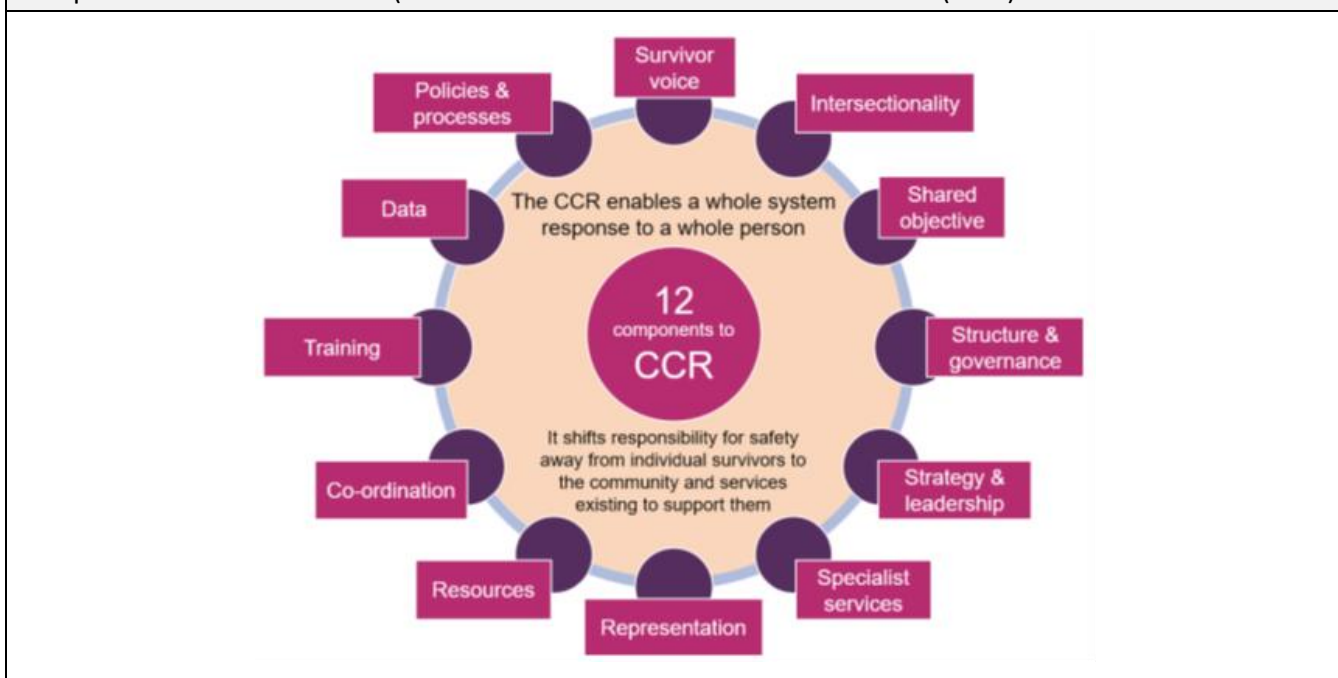 Survivor
voice
Policies &
processes
Intersectionality
Data
The CCR enables a whole system
response to a whole person
Shared
objective
12
components to
CCR
Training
Structure &
governance
It shifts responsibility for safety
away from individual survivors to
the community and services
existing to support them
Co-ordination
Strategy &
leadership
Resources
Specialist
services
Representation